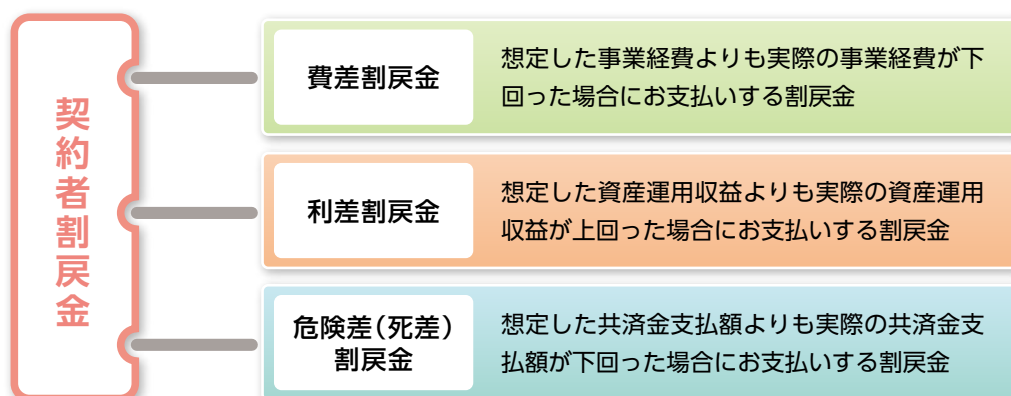 契約者割戻金
費差割戻金
想定した事業経費よりも実際の事業経費が下
回った場合にお支払いする割戻金
利差割戻金
想定した資産運用収益よりも実際の資産運用
収益が上回った場合にお支払いする割戻金
危険差(死差)
割戻金
想定した共済金支払額よりも実際の共済金支
払額が下回った場合にお支払いする割戻金